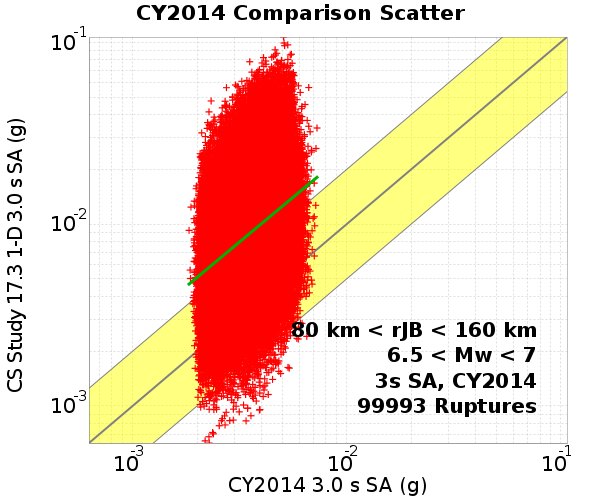 CY2014 Comparison Scatter
CS Study 17.3 1-D 3.0 s SA (g)
10-1
10-2
10-3
80 km < rJB < 160 km
6.5 < Mw < 7
3s SA, CY2014
99993 Ruptures
10-3 10-2 10-1
CY2014 3.0 s SA (g)